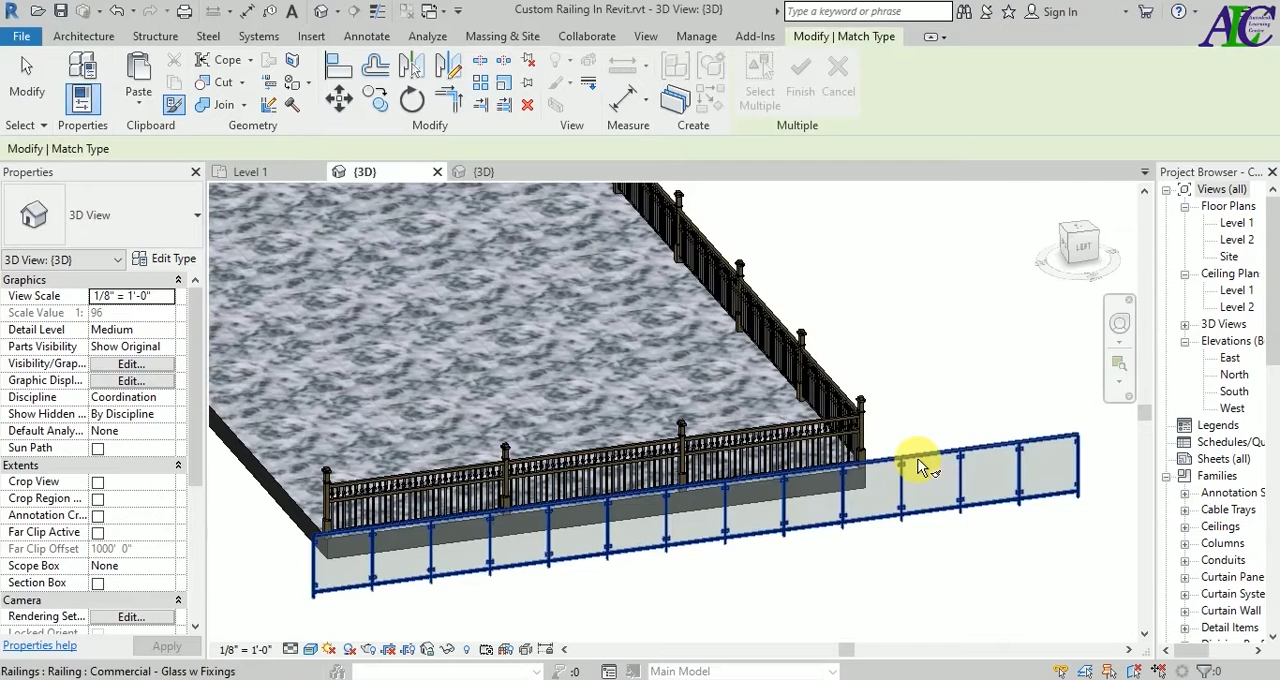 Custom Railing In Revit.rvt - 3D View: {3D}
Type a keyword or phrase
Sign In
ALC
Autodesk
Learning
Center
File Architecture Structure Steel Systems Insert Annotate Analyze Massing & Site Collaborate View Manage Add-Ins Modify | Match Type
Modify
Paste
Cope
Cut
Join
Select Multiple
Finish
Cancel
Select
Properties
Clipboard
Geometry
Modify
View
Measure
Create
Multiple
Modify | Match Type
Properties
Level 1
{3D}
{3D}
Project Browser - C...
3D View
3D View: {3D}
Edit Type
Graphics
View Scale 1/8" = 1'-0"
Scale Value 1: 96
Detail Level Medium
Parts Visibility Show Original
Visibility/Grap... Edit...
Graphic Displ... Edit...
Discipline Coordination
Show Hidden ... By Discipline
Default Analy... None
Sun Path
Extents
Crop View
Crop Region ...
Annotation Cr...
Far Clip Active
Far Clip Offset 1000' 0"
Scope Box None
Section Box
Camera
Rendering Set... Edit...
Locked Orient
Properties help
Apply
LEFT
Views (all)
Floor Plans
Level 1
Level 2
Site
Ceiling Plan
Level 1
Level 2
3D Views
Elevations (B
East
North
South
West
Legends
Schedules/Qu
Sheets (all)
Families
Annotation S
Cable Trays
Ceilings
Columns
Conduits
Curtain Pane
Curtain Syste
Curtain Wall
Detail Items
1/8" = 1'-0"
Railings : Railing : Commercial - Glass w Fixings
:0
Main Model
:0